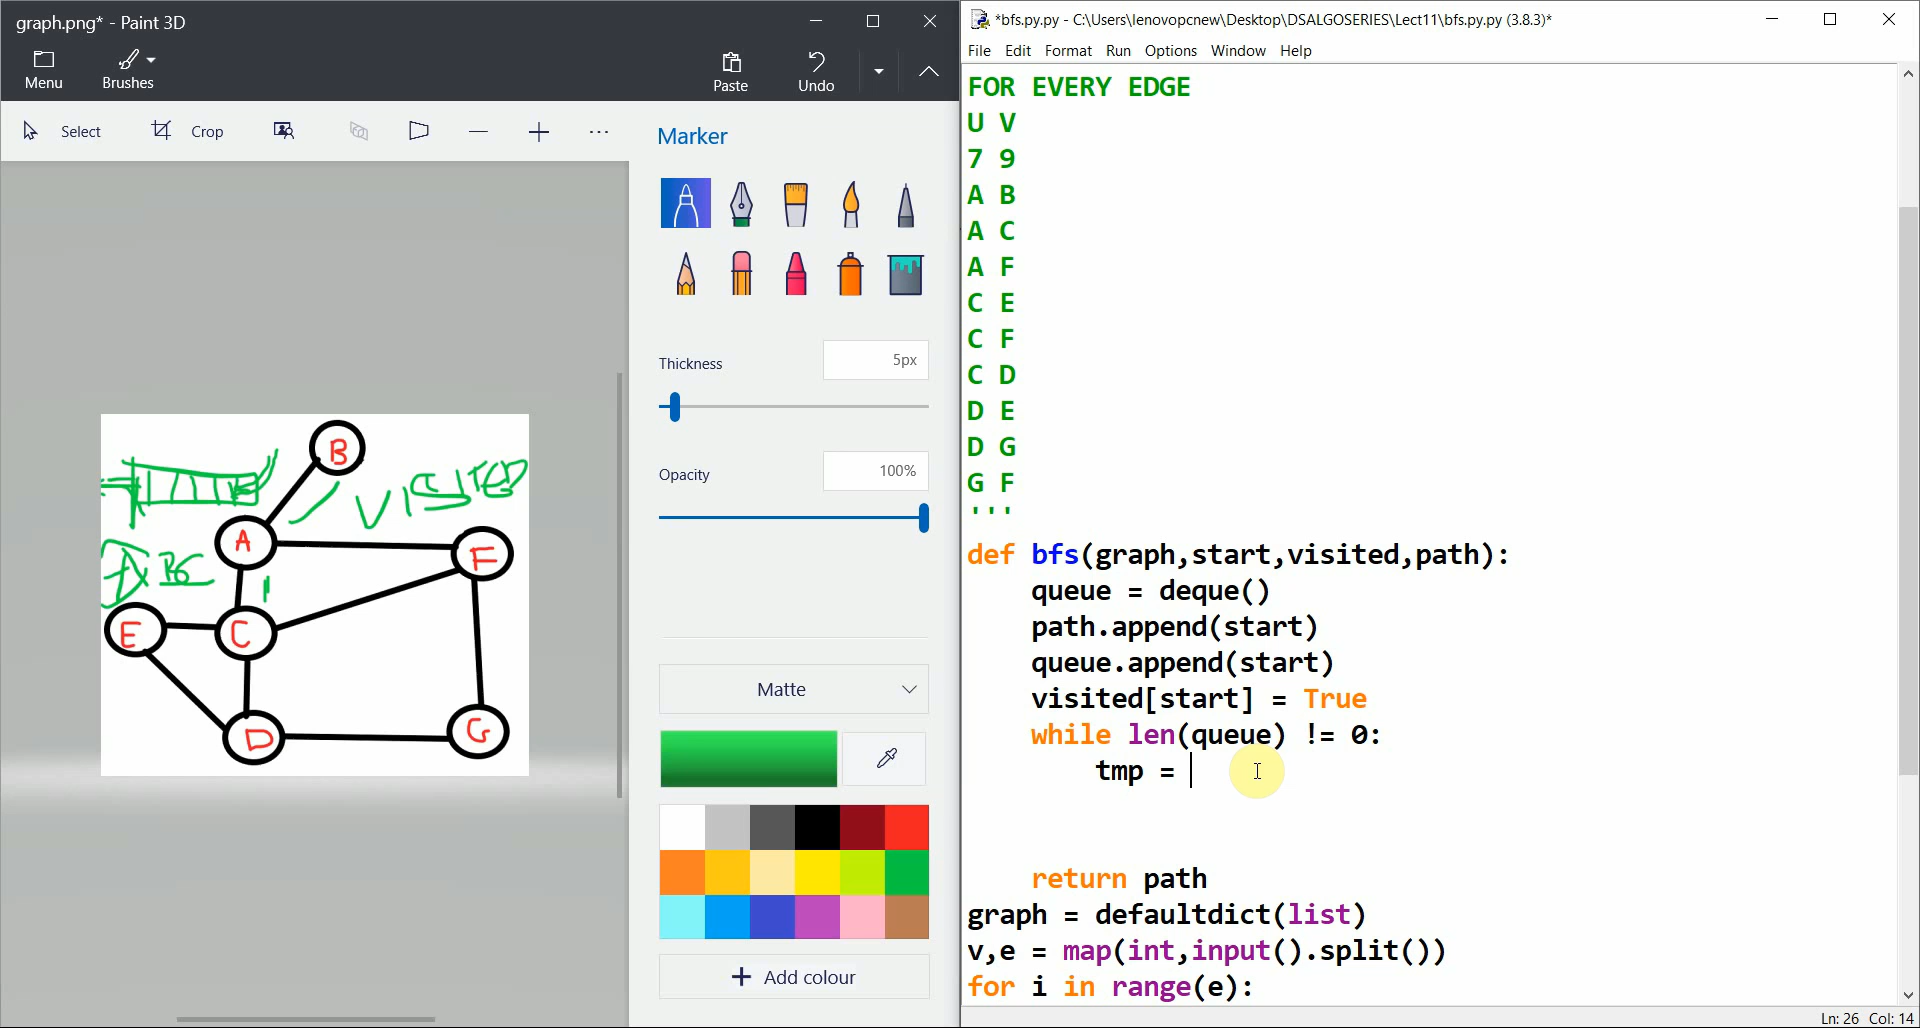 graph.png* - Paint 3D
Menu
Brushes
Paste
Undo
Select
Crop
Marker
Thickness
5px
Opacity
100%
Matte
Add colour
B
VISITED
A
F
BC
E
C
D
G
*bfs.py.py - C:\Users\lenovopcnew\Desktop\DSALGOSERIES\Lect11\bfs.py.py (3.8.3)*
File Edit Format Run Options Window Help
FOR EVERY EDGE
U V
7 9
A B
A C
A F
C E
C F
C D
D E
D G
G F
'''
def bfs(graph,start,visited,path):
queue = deque()
path.append(start)
queue.append(start)
visited[start] = True
while len(queue) != 0:
tmp =
return path
graph = defaultdict(list)
v,e = map(int,input().split())
for i in range(e):
Ln: 26 Col: 14